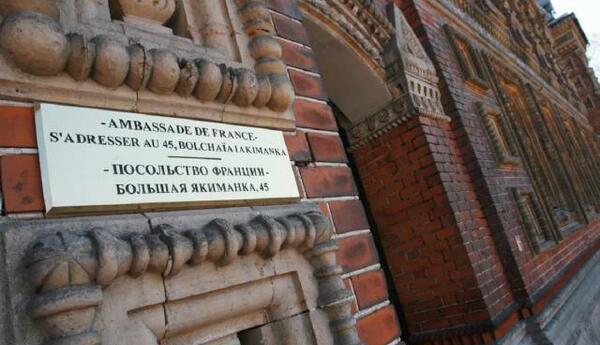 - AMBASSADE DE FRANCE -
S'ADRESSER AU 45, BOLCHAÏA IAKIMANKA
- ПОСОЛЬСТВО ФРАНЦИИ -
БОЛЬШАЯ ЯКИМАНКА, 45